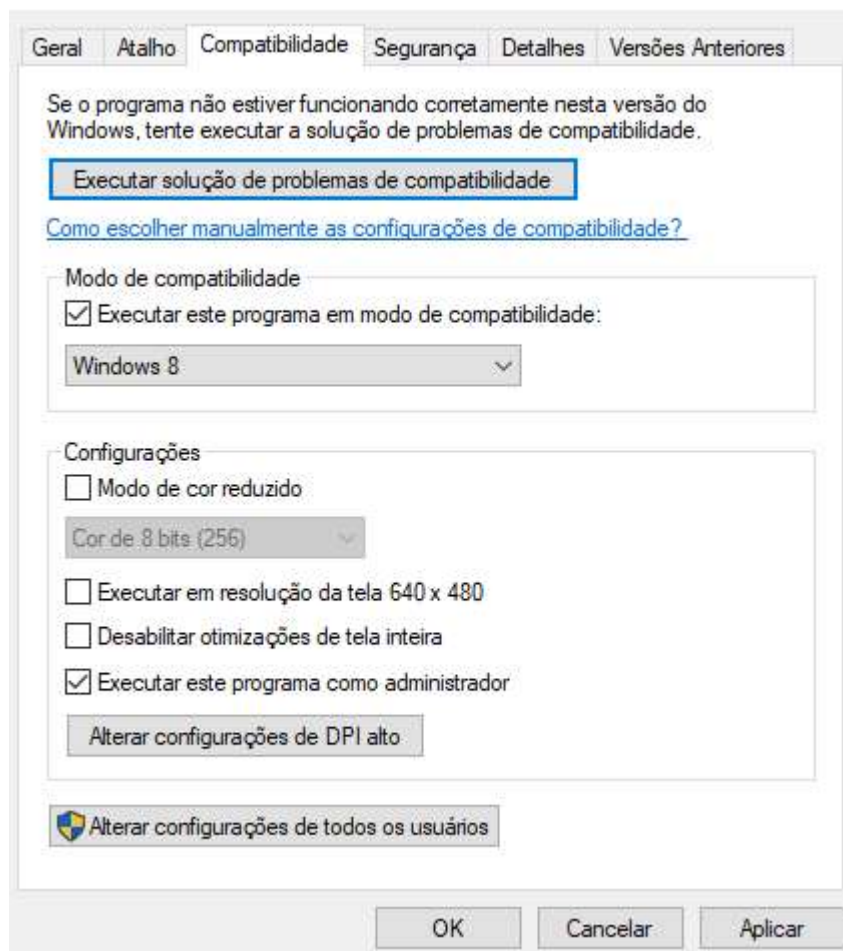 Geral Atalho Compatibilidade Segurança Detalhes Versões Anteriores
Se o programa não estiver funcionando corretamente nesta versão do
Windows, tente executar a solução de problemas de compatibilidade.
Executar solução de problemas de compatibilidade
Como escolher manualmente as configurações de compatibilidade?
Modo de compatibilidade
Executar este programa em modo de compatibilidade:
Windows 8
Configurações
Modo de cor reduzido
Cor de 8 bits (256)
Executar em resolução da tela 640 x 480
Desabilitar otimizações de tela inteira
Executar este programa como administrador
Alterar configurações de DPI alto
Alterar configurações de todos os usuários
OK Cancelar Aplicar